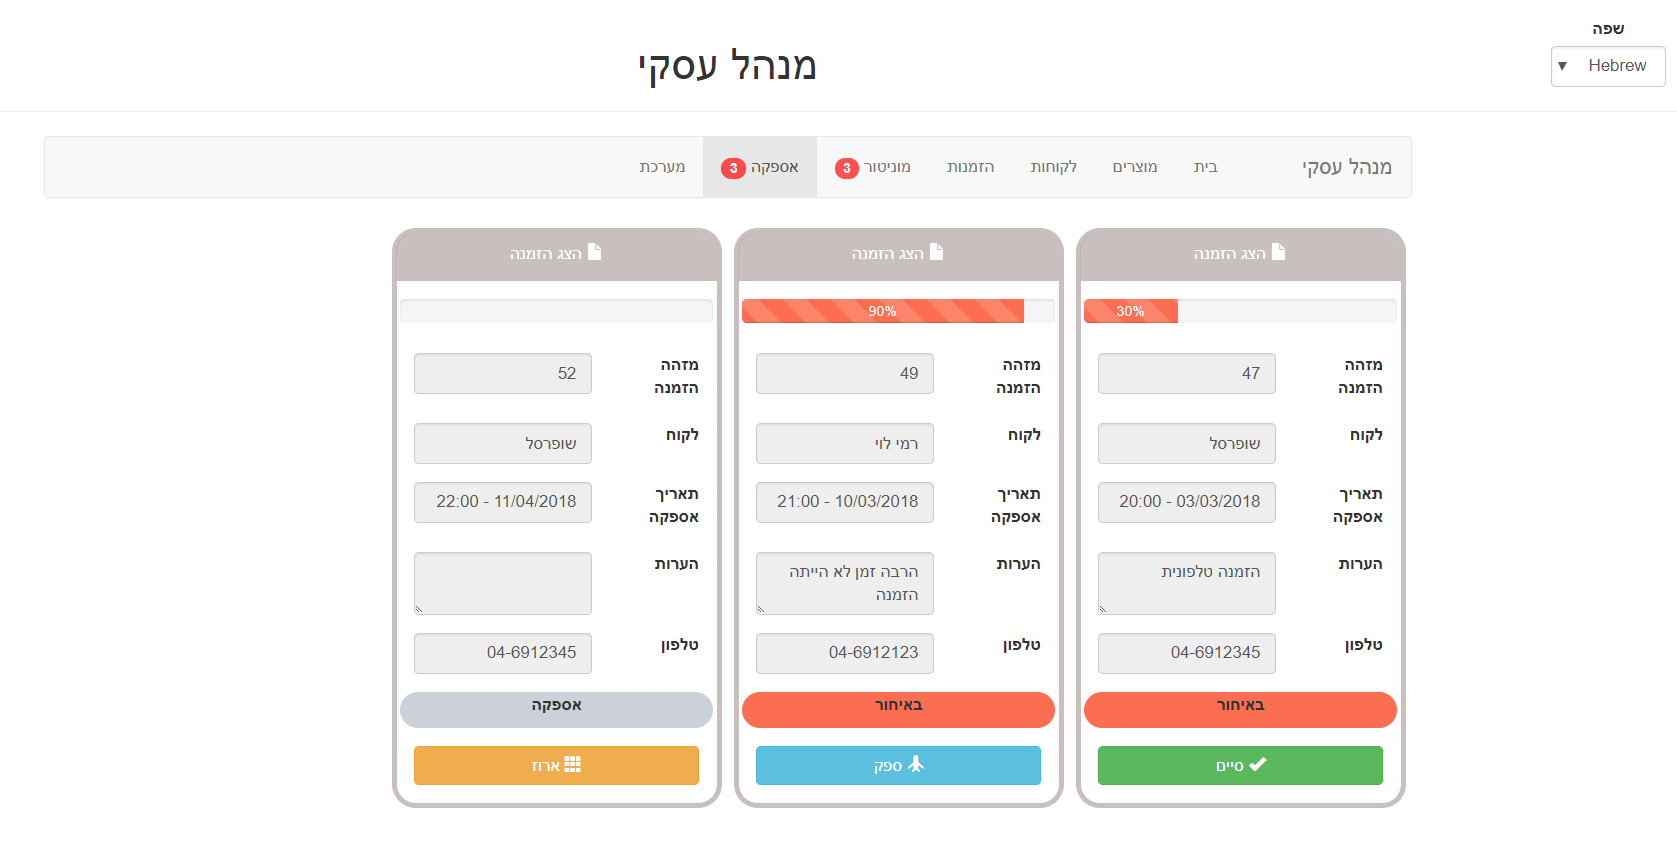 שפה
Hebrew
מנהל עסקי
מנהל עסקי
בית
מוצרים
לקוחות
הזמנות
מוניטור 3
אספקה 3
מערכת
הצג הזמנה
30%
מזהה
הזמנה
47
לקוח
שופרסל
תאריך
אספקה
03/03/2018 - 20:00
הערות
הזמנה טלפונית
טלפון
04-6912345
באיחור
סיים
הצג הזמנה
90%
מזהה
הזמנה
49
לקוח
רמי לוי
תאריך
אספקה
10/03/2018 - 21:00
הערות
הרבה זמן לא הייתה
הזמנה
טלפון
04-6912123
באיחור
ספק
הצג הזמנה
מזהה
הזמנה
52
לקוח
שופרסל
תאריך
אספקה
11/04/2018 - 22:00
הערות
טלפון
04-6912345
אספקה
ארוז